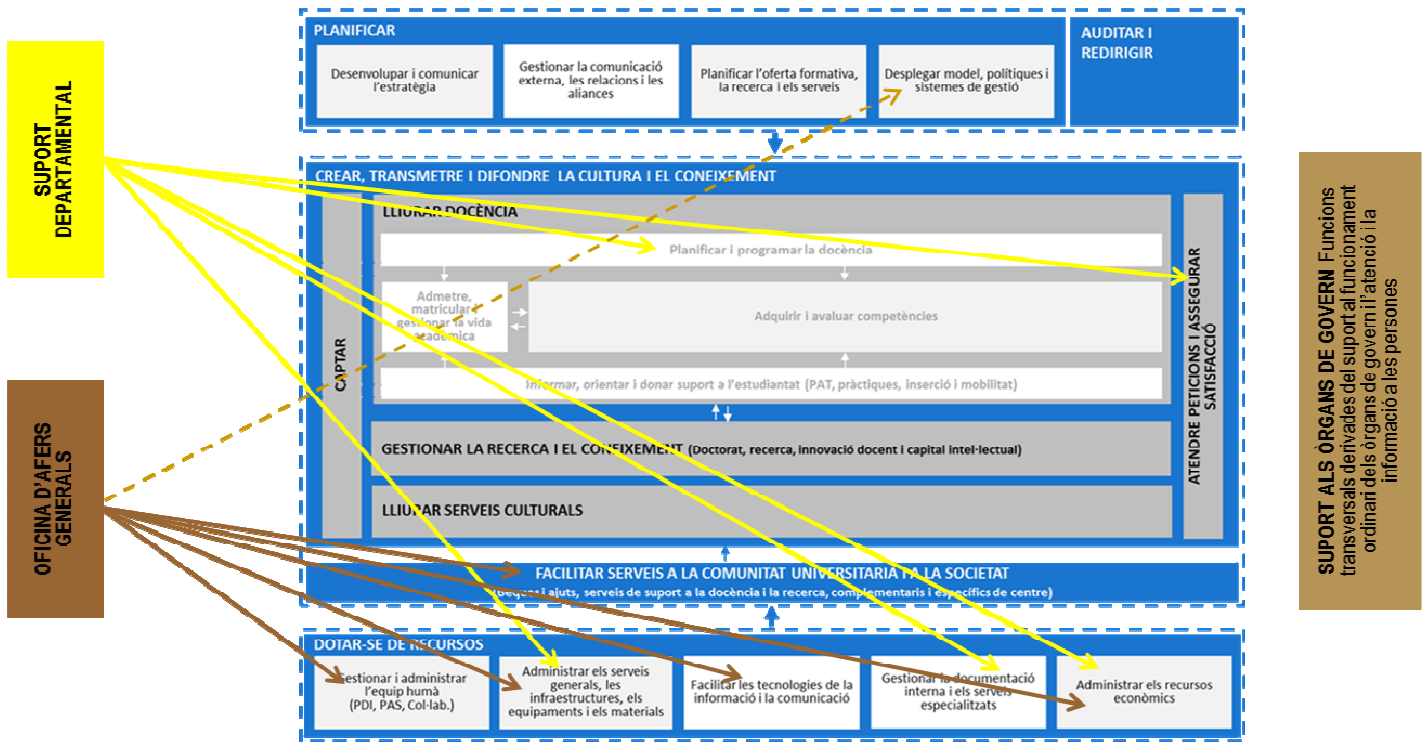 SUPORT
DEPARTAMENTAL
OFICINA D'AFERS
GENERALS
PLANIFICAR
Desenvolupar i comunicar
l'estratègia
Gestionar la comunicació
externa, les relacions i les
aliances
Planificar l'oferta formativa,
la recerca i els serveis
Desplegar model, polítiques i
sistemes de gestió
AUDITAR I
REDIRIGIR
CREAR, TRANSMETRE I DIFONDRE LA CULTURA I EL CONEIXEMENT
CAPTAR
LLIURAR DOCÈNCIA
Planificar i programar la docència
Admetre,
matricular i
gestionar la vida
acadèmica
Adquirir i avaluar competències
Informar, orientar i donar suport a l'estudiantat (PAT, pràctiques, inserció i mobilitat)
GESTIONAR LA RECERCA I EL CONEIXEMENT (Doctorat, recerca, innovació docent i capital intel·lectual)
LLIURAR SERVEIS CULTURALS
ATENDRE PETICIONS I ASSEGURAR
SATISFACCIÓ
FACILITAR SERVEIS A LA COMUNITAT UNIVERSITARIA I A LA SOCIETAT
(Beques i ajuts, serveis de suport a la docència i la recerca, complementaris i específics de centre)
DOTAR-SE DE RECURSOS
Gestionar i administrar
l'equip humà
(PDI, PAS, Col·lab.)
Administrar els serveis
generals, les
infraestructures, els
equipaments i els materials
Facilitar les tecnologies de la
informació i la comunicació
Gestionar la documentació
interna i els serveis
especialitzats
Administrar els recursos
econòmics
SUPORT ALS ÒRGANS DE GOVERN Funcions
transversals derivades del suport al funcionament
ordinari dels òrgans de govern i l'atenció i la
informació a les persones